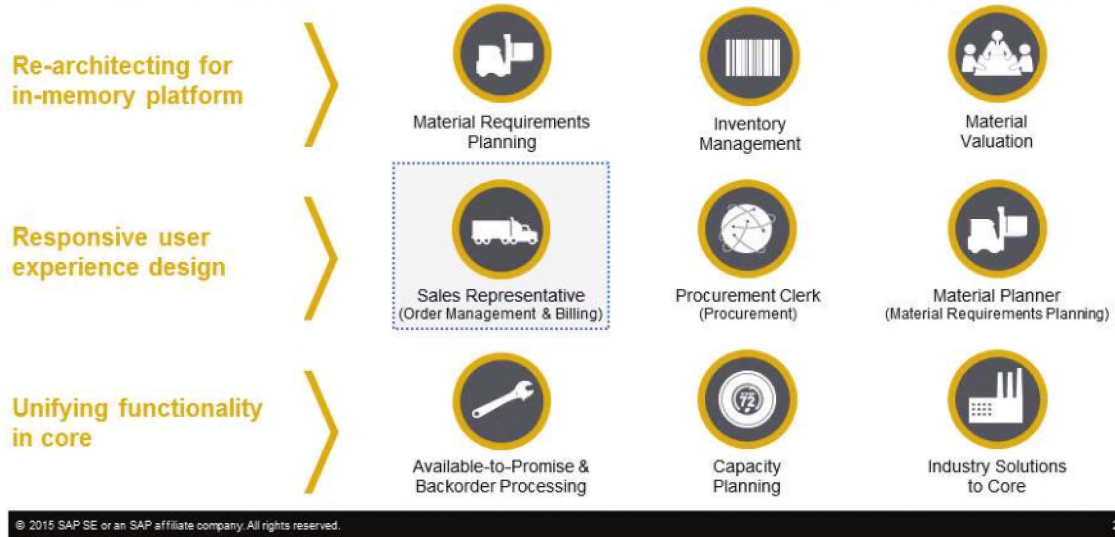 Re-architecting for
in-memory platform
Material Requirements
Planning
Inventory
Management
Material
Valuation
Responsive user
experience design
Sales Representative
(Order Management & Billing)
Procurement Clerk
(Procurement)
Material Planner
(Material Requirements Planning)
Unifying functionality
in core
72
Available-to-Promise &
Backorder Processing
Capacity
Planning
Industry Solutions
to Core
© 2015 SAP SE or an SAP affiliate company. All rights reserved.